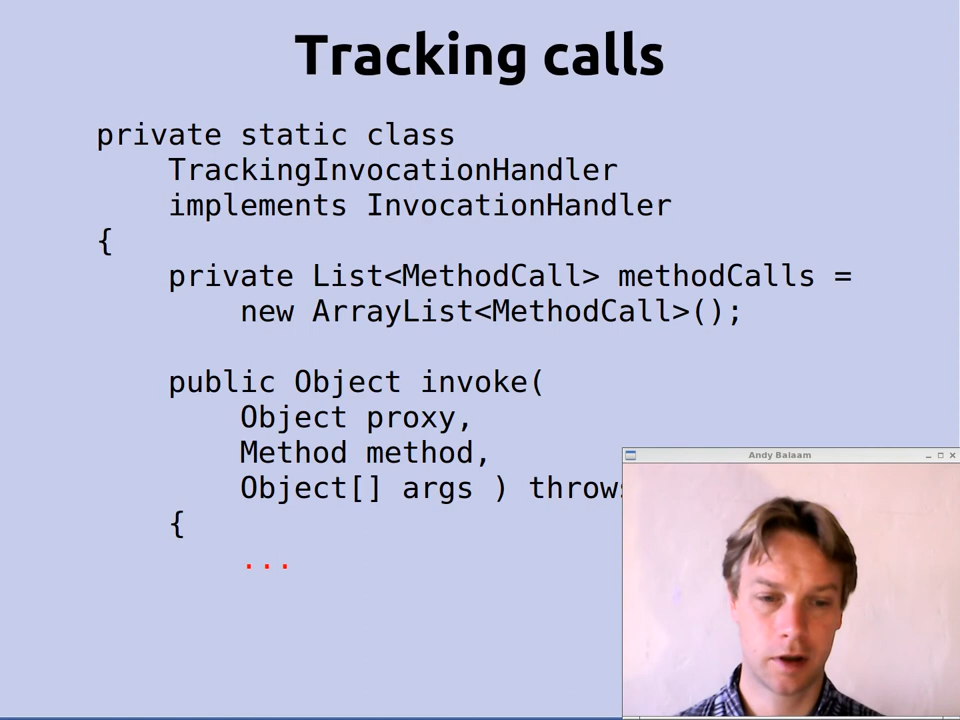 Tracking calls
private static class
TrackingInvocationHandler
implements InvocationHandler
{
private List<MethodCall> methodCalls =
new ArrayList<MethodCall>();
public Object invoke(
Object proxy,
Method method,
Andy Balaam
Object[] args ) throws
{
...